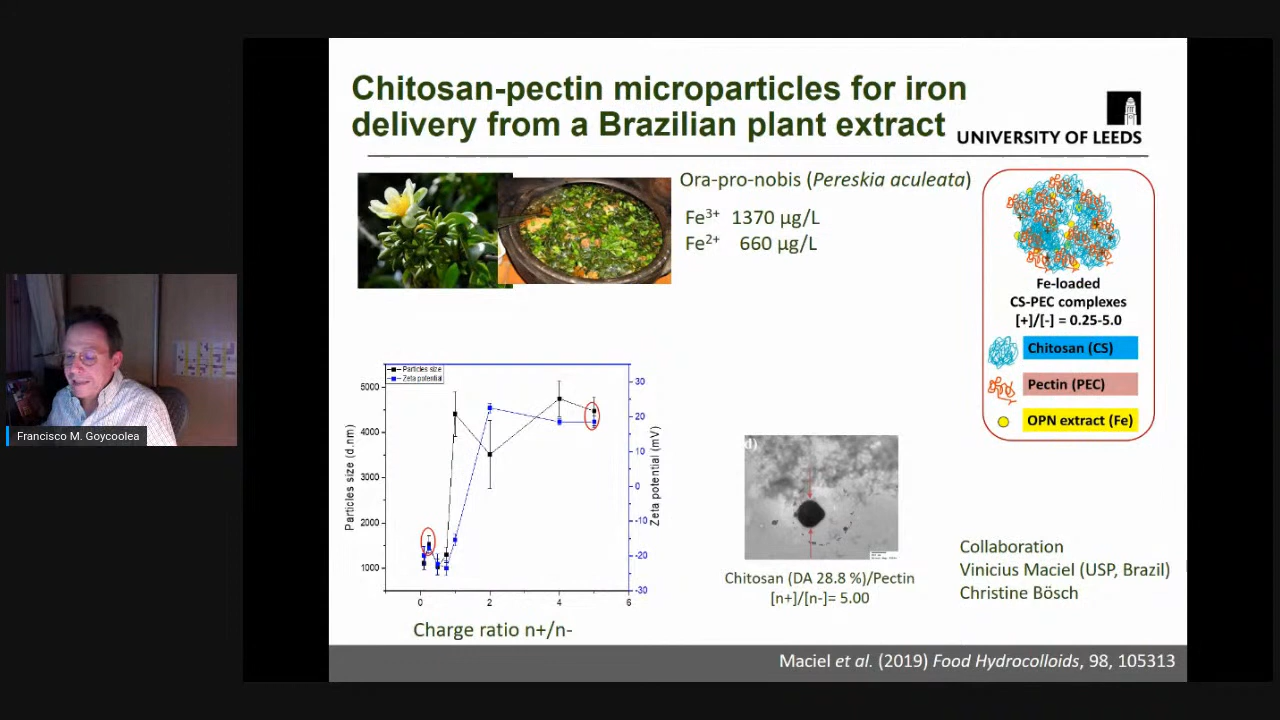 Chitosan-pectin microparticles for iron
delivery from a Brazilian plant extract
UNIVERSITY OF LEEDS
Ora-pro-nobis (Pereskia aculeata)
Fe³⁺ 1370 µg/L
Fe²⁺ 660 µg/L
Fe-loaded
CS-PEC complexes
[+]/[-] = 0.25-5.0
Chitosan (CS)
Pectin (PEC)
OPN extract (Fe)
Francisco M. Goycoolea
Particles size
Zeta potential
Particles size (d.nm)
5000
4000
3000
2000
1000
0
2
4
6
30
20
10
0
-10
-20
-30
Zeta potential (mV)
Charge ratio n+/n-
d)
Chitosan (DA 28.8 %)/Pectin
[n+]/[n-]= 5.00
Collaboration
Vinicius Maciel (USP, Brazil)
Christine Bösch
Maciel et al. (2019) Food Hydrocolloids, 98, 105313